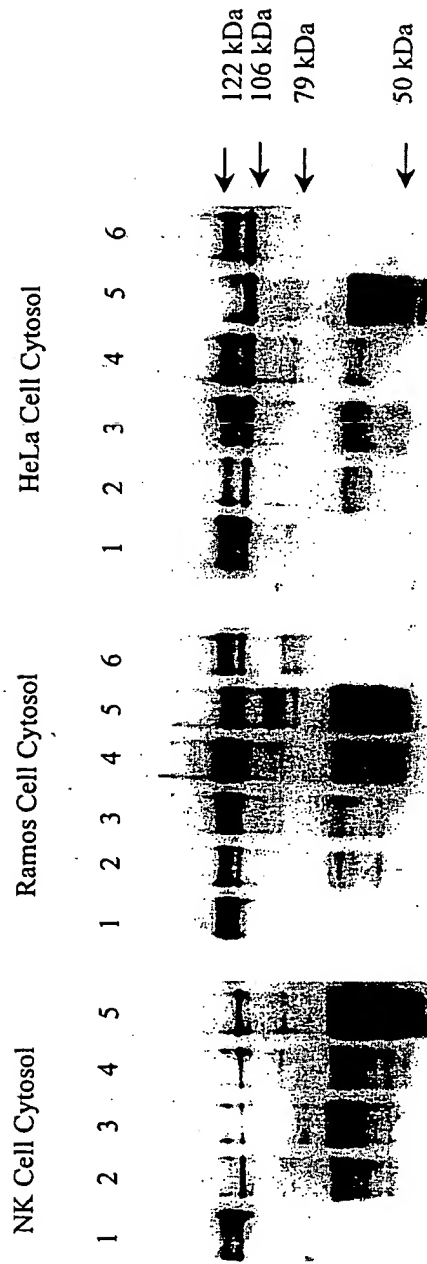 NK Cell Cytosol
1 2 3 4 5
Ramos Cell Cytosol
1 2 3 4 5 6
HeLa Cell Cytosol
1 2 3 4 5 6
122 kDa
106 kDa
79 kDa
50 kDa